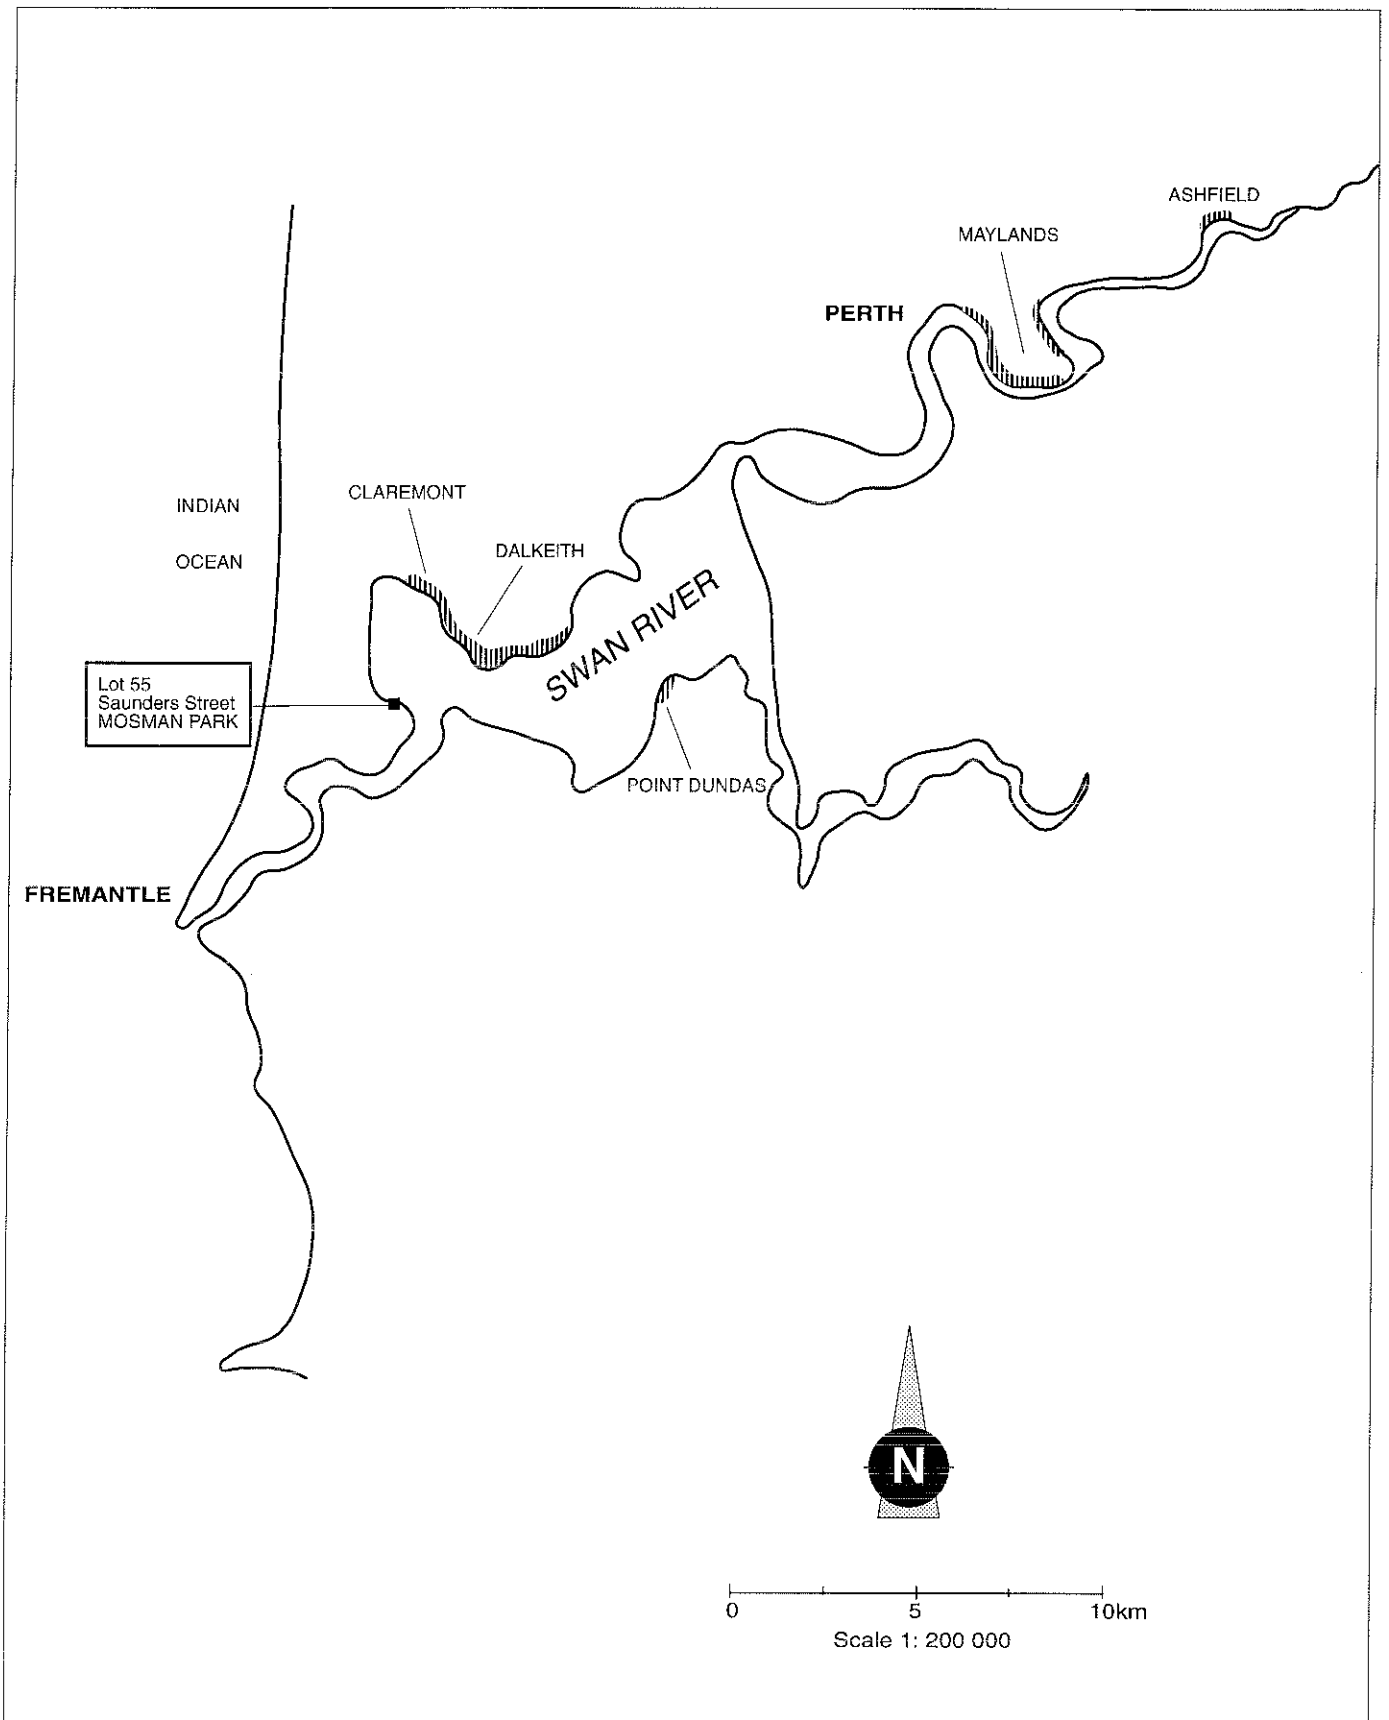 ASHFIELD
MAYLANDS
PERTH
CLAREMONT
INDIAN
OCEAN
DALKEITH
SWAN RIVER
Lot 55
Saunders Street
MOSMAN PARK
POINT DUNDAS
FREMANTLE
N
0 5 10km
Scale 1: 200 000